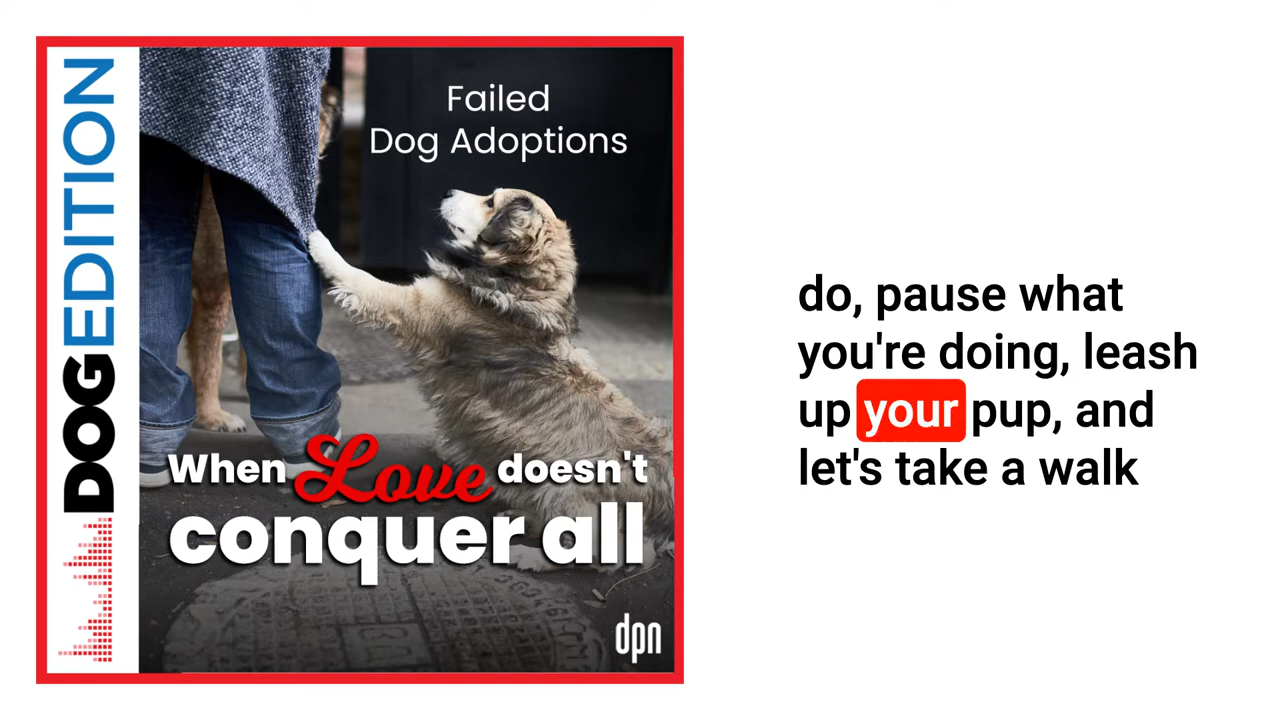 DOGEDITION
Failed
Dog Adoptions
When Love doesn't
conquer all
dpn
do, pause what
you're doing, leash
up your pup, and
let's take a walk